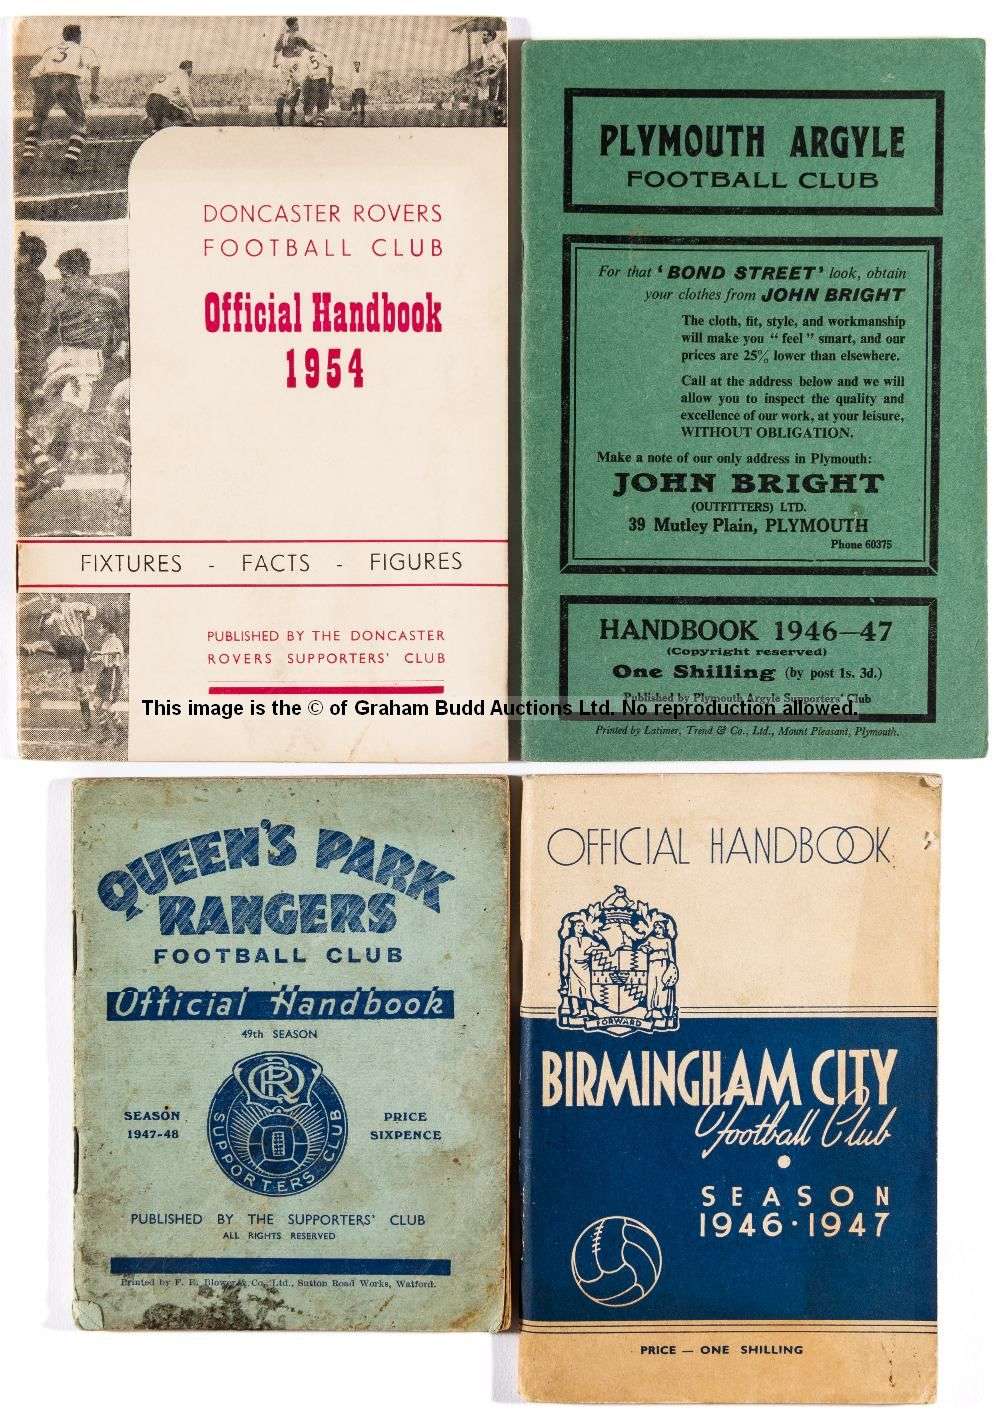 DONCASTER ROVERS
FOOTBALL CLUB
Official Handbook
1954
FIXTURES - FACTS - FIGURES
PUBLISHED BY THE DONCASTER
ROVERS SUPPORTERS' CLUB
3
5
PLYMOUTH ARGYLE
FOOTBALL CLUB
For that 'BOND STREET' look, obtain
your clothes from JOHN BRIGHT
The cloth, fit, style, and workmanship
will make you "feel" smart, and our
prices are 25% lower than elsewhere.
Call at the address below and we will
allow you to inspect the quality and
excellence of our work, at your leisure,
WITHOUT OBLIGATION.
Make a note of our only address in Plymouth:
JOHN BRIGHT
(OUTFITTERS) LTD.
39 Mutley Plain, PLYMOUTH
Phone 60375
HANDBOOK 1946—47
(Copyright reserved)
One Shilling (by post 1s. 3d.)
Published by Plymouth Argyle Supporters' Club
Printed by Latimer, Trend & Co., Ltd., Mount Pleasant, Plymouth.
This image is the © of Graham Budd Auctions Ltd. No reproduction allowed.
QUEEN'S PARK
RANGERS
FOOTBALL CLUB
Official Handbook
49th SEASON
SEASON
1947-48
QPR
SUPPORTERS CLUB
PRICE
SIXPENCE
PUBLISHED BY THE SUPPORTERS' CLUB
ALL RIGHTS RESERVED
Printed by F. E. Blower & Co., Ltd., Sutton Road Works, Watford.
OFFICIAL HANDBOOK
FORWARD
BIRMINGHAM CITY
Football Club
SEASON
1946·1947
PRICE — ONE SHILLING